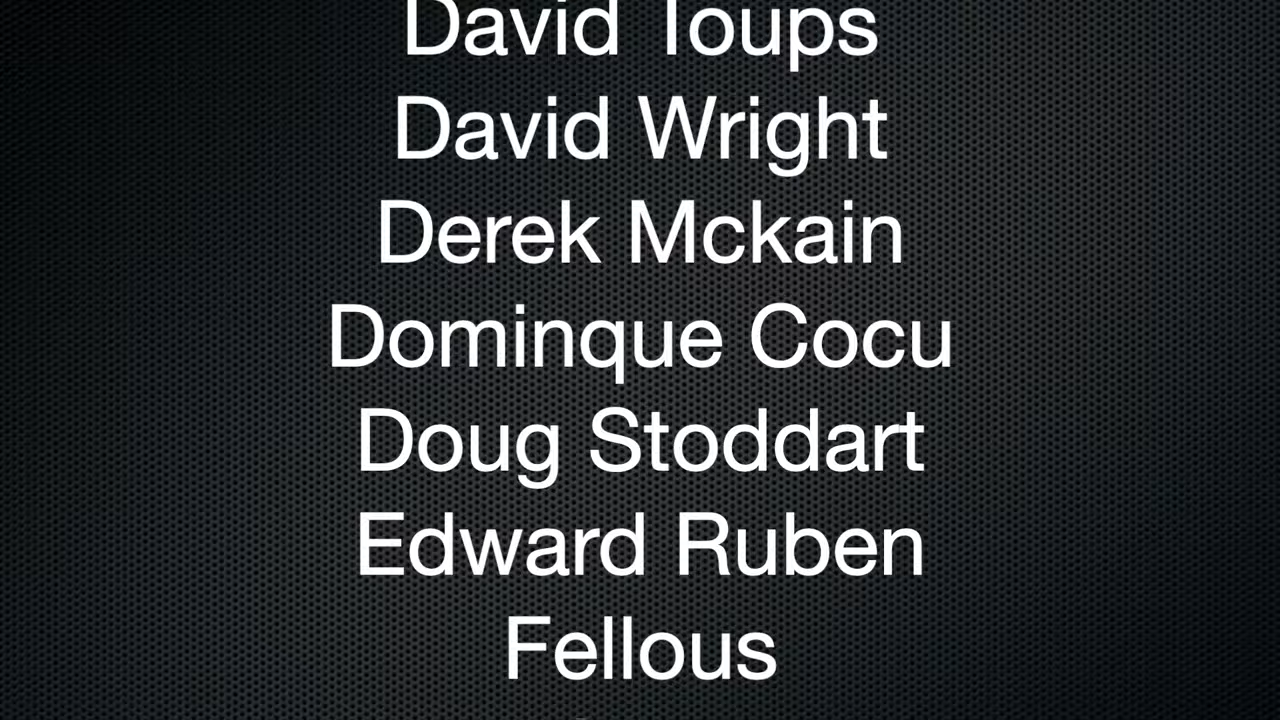 David Toups
David Wright
Derek Mckain
Dominque Cocu
Doug Stoddart
Edward Ruben
Fellous